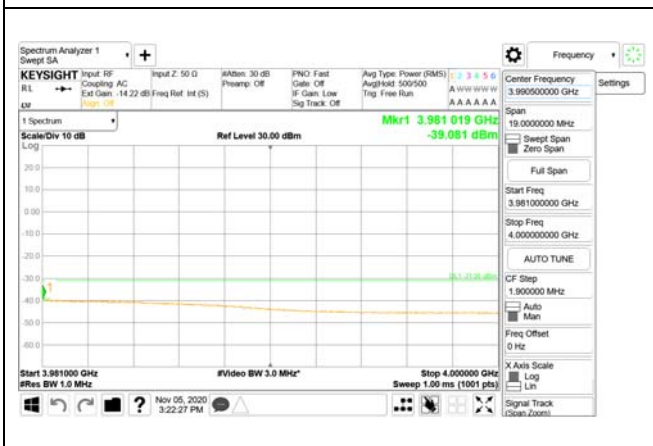 Spectrum Analyzer 1
Swept SA
+
Frequency
KEYSIGHT
Input: RF
Coupling: AC
Ext Gain: -14.22 dB
Align: Off
Input Z: 50 Ω
Freq Ref: Int (S)
#Atten: 30 dB
Preamp: Off
PNO: Fast
Gate: Off
IF Gain: Low
Sig Track: Off
Avg Type: Power (RMS)
Avg|Hold: 500/500
Trig: Free Run
1 2 3 4 5 6
A W W W W W
A A A A A A
RL
1 Spectrum
Scale/Div 10 dB
Log
Ref Level 30.00 dBm
Mkr1 3.981 019 GHz
-39.081 dBm
20.0
10.0
0.00
-10.0
-20.0
-30.0
-40.0
-50.0
-60.0
1
Start 3.981000 GHz
#Res BW 1.0 MHz
#Video BW 3.0 MHz*
Stop 4.000000 GHz
Sweep 1.00 ms (1001 pts)
?
Nov 05, 2020
3:22:27 PM
Center Frequency
3.990500000 GHz
Settings
Span
19.0000000 MHz
Swept Span
Zero Span
Full Span
Start Freq
3.981000000 GHz
Stop Freq
4.000000000 GHz
AUTO TUNE
CF Step
1.900000 MHz
Auto
Man
Freq Offset
0 Hz
X Axis Scale
Log
Lin
Signal Track
(Span Zoom)